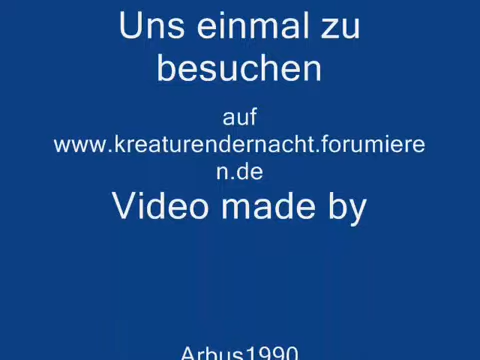 Uns einmal zu
besuchen
auf
www.kreaturendernacht.forumiere
n.de
Video made by
Arbus1990